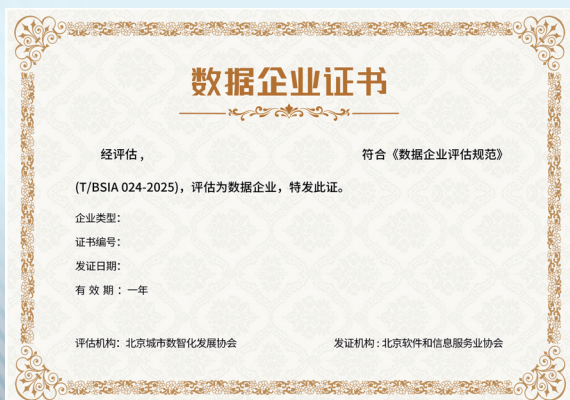 数据企业证书
经评估， 符合《数据企业评估规范》
(T/BSIA 024-2025)，评估为数据企业，特发此证。
企业类型：
证书编号：
发证日期：
有 效 期 ：一年
评估机构：北京城市数智化发展协会 发证机构：北京软件和信息服务业协会